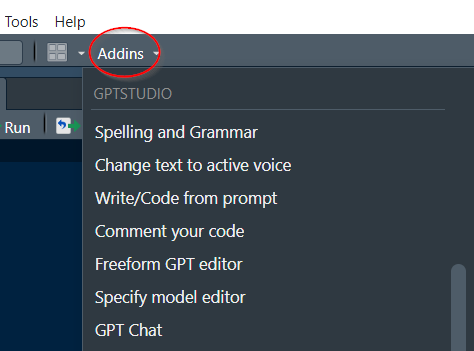 Tools Help
Addins
GPTSTUDIO
Run
Spelling and Grammar
Change text to active voice
Write/Code from prompt
Comment your code
Freeform GPT editor
Specify model editor
GPT Chat